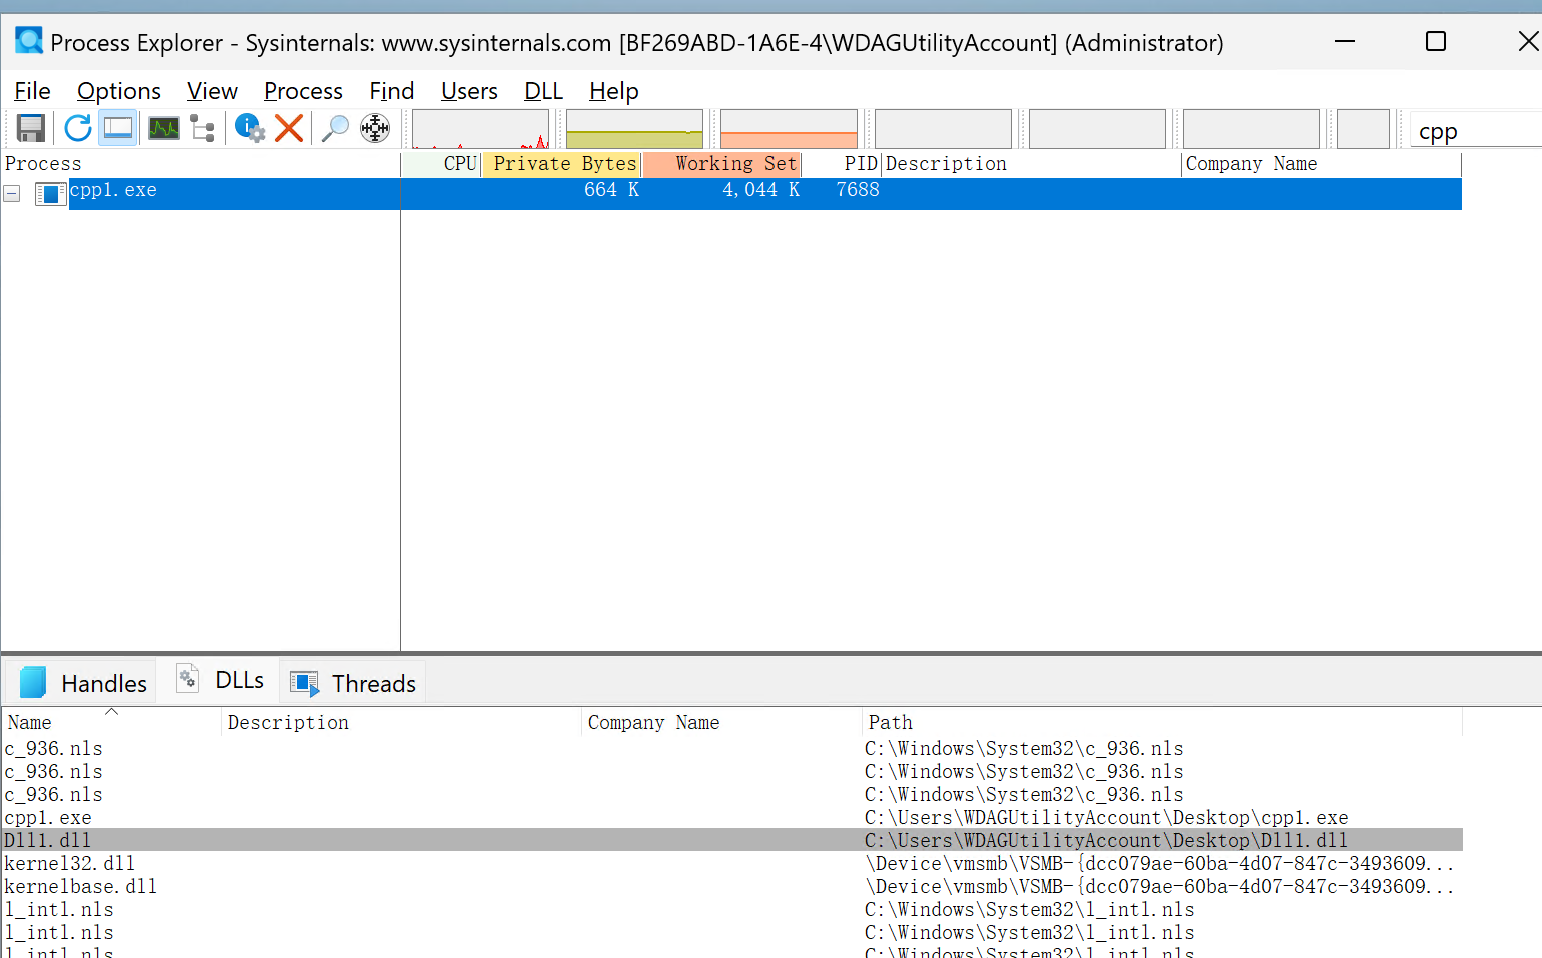 Process Explorer - Sysinternals: www.sysinternals.com [BF269ABD-1A6E-4\WDAGUtilityAccount] (Administrator)
File Options View Process Find Users DLL Help
cpp
Process CPU Private Bytes Working Set PID Description Company Name
cpp1.exe 664 K 4,044 K 7688
Handles DLLs Threads
Name Description Company Name Path
c_936.nls C:\Windows\System32\c_936.nls
c_936.nls C:\Windows\System32\c_936.nls
c_936.nls C:\Windows\System32\c_936.nls
cpp1.exe C:\Users\WDAGUtilityAccount\Desktop\cpp1.exe
Dll1.dll C:\Users\WDAGUtilityAccount\Desktop\Dll1.dll
kernel32.dll \Device\vmsmb\VSMB-{dcc079ae-60ba-4d07-847c-3493609...
kernelbase.dll \Device\vmsmb\VSMB-{dcc079ae-60ba-4d07-847c-3493609...
l_intl.nls C:\Windows\System32\l_intl.nls
l_intl.nls C:\Windows\System32\l_intl.nls
l_intl.nls C:\Windows\System32\l_intl.nls